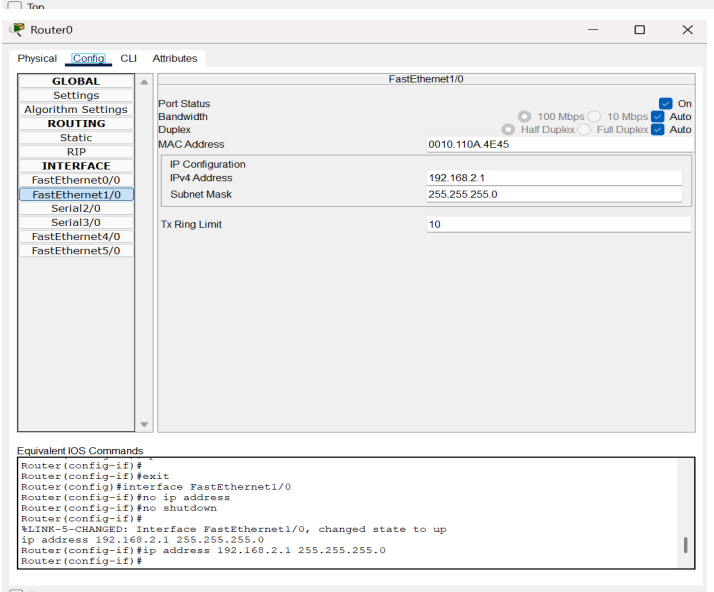 Top
Router0
Physical Config CLI Attributes
GLOBAL
Settings
Algorithm Settings
ROUTING
Static
RIP
INTERFACE
FastEthernet0/0
FastEthernet1/0
Serial2/0
Serial3/0
FastEthernet4/0
FastEthernet5/0
FastEthernet1/0
Port Status On
Bandwidth 100 Mbps 10 Mbps Auto
Duplex Half Duplex Full Duplex Auto
MAC Address 0010.110A.4E45
IP Configuration
IPv4 Address 192.168.2.1
Subnet Mask 255.255.255.0
Tx Ring Limit 10
Equivalent IOS Commands
Router(config-if)#
Router(config-if)#exit
Router(config)#interface FastEthernet1/0
Router(config-if)#no ip address
Router(config-if)#no shutdown
Router(config-if)#
%LINK-5-CHANGED: Interface FastEthernet1/0, changed state to up
ip address 192.168.2.1 255.255.255.0
Router(config-if)#ip address 192.168.2.1 255.255.255.0
Router(config-if)#